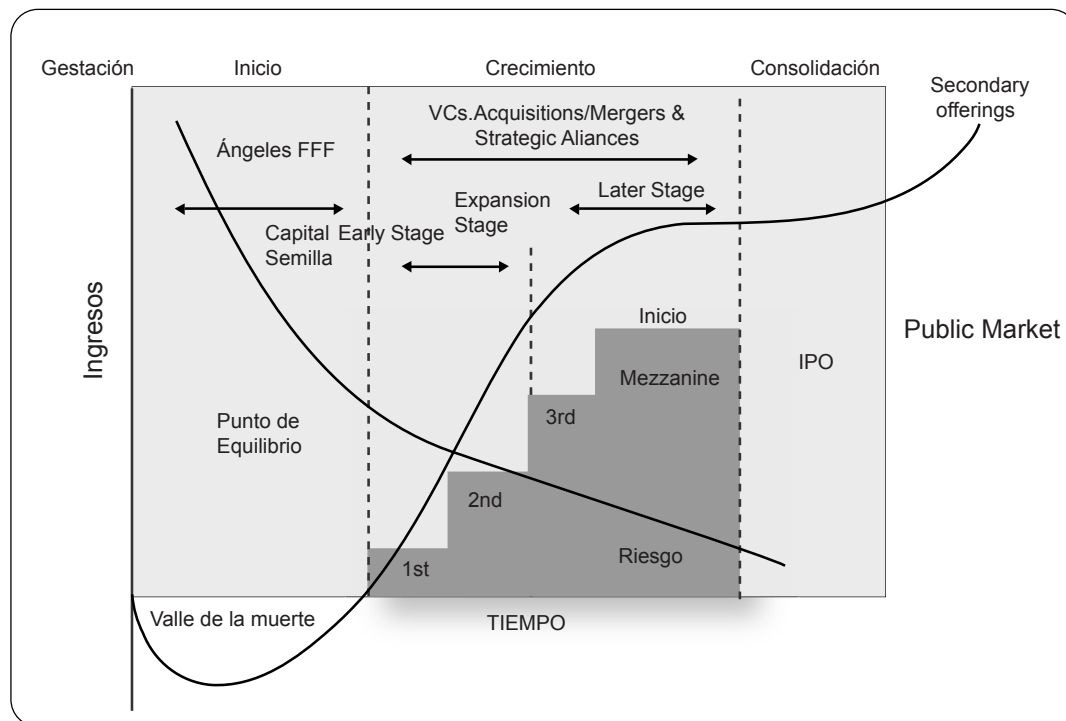 Gestación
Inicio
Crecimiento
Consolidación
Secondary
offerings
VCs.Acquisitions/Mergers &
Strategic Aliances
Ángeles FFF
Later Stage
Expansion
Stage
Capital
Semilla
Early Stage
Ingresos
Inicio
Public Market
Mezzanine
IPO
Punto de
Equilibrio
3rd
2nd
1st
Riesgo
Valle de la muerte
TIEMPO